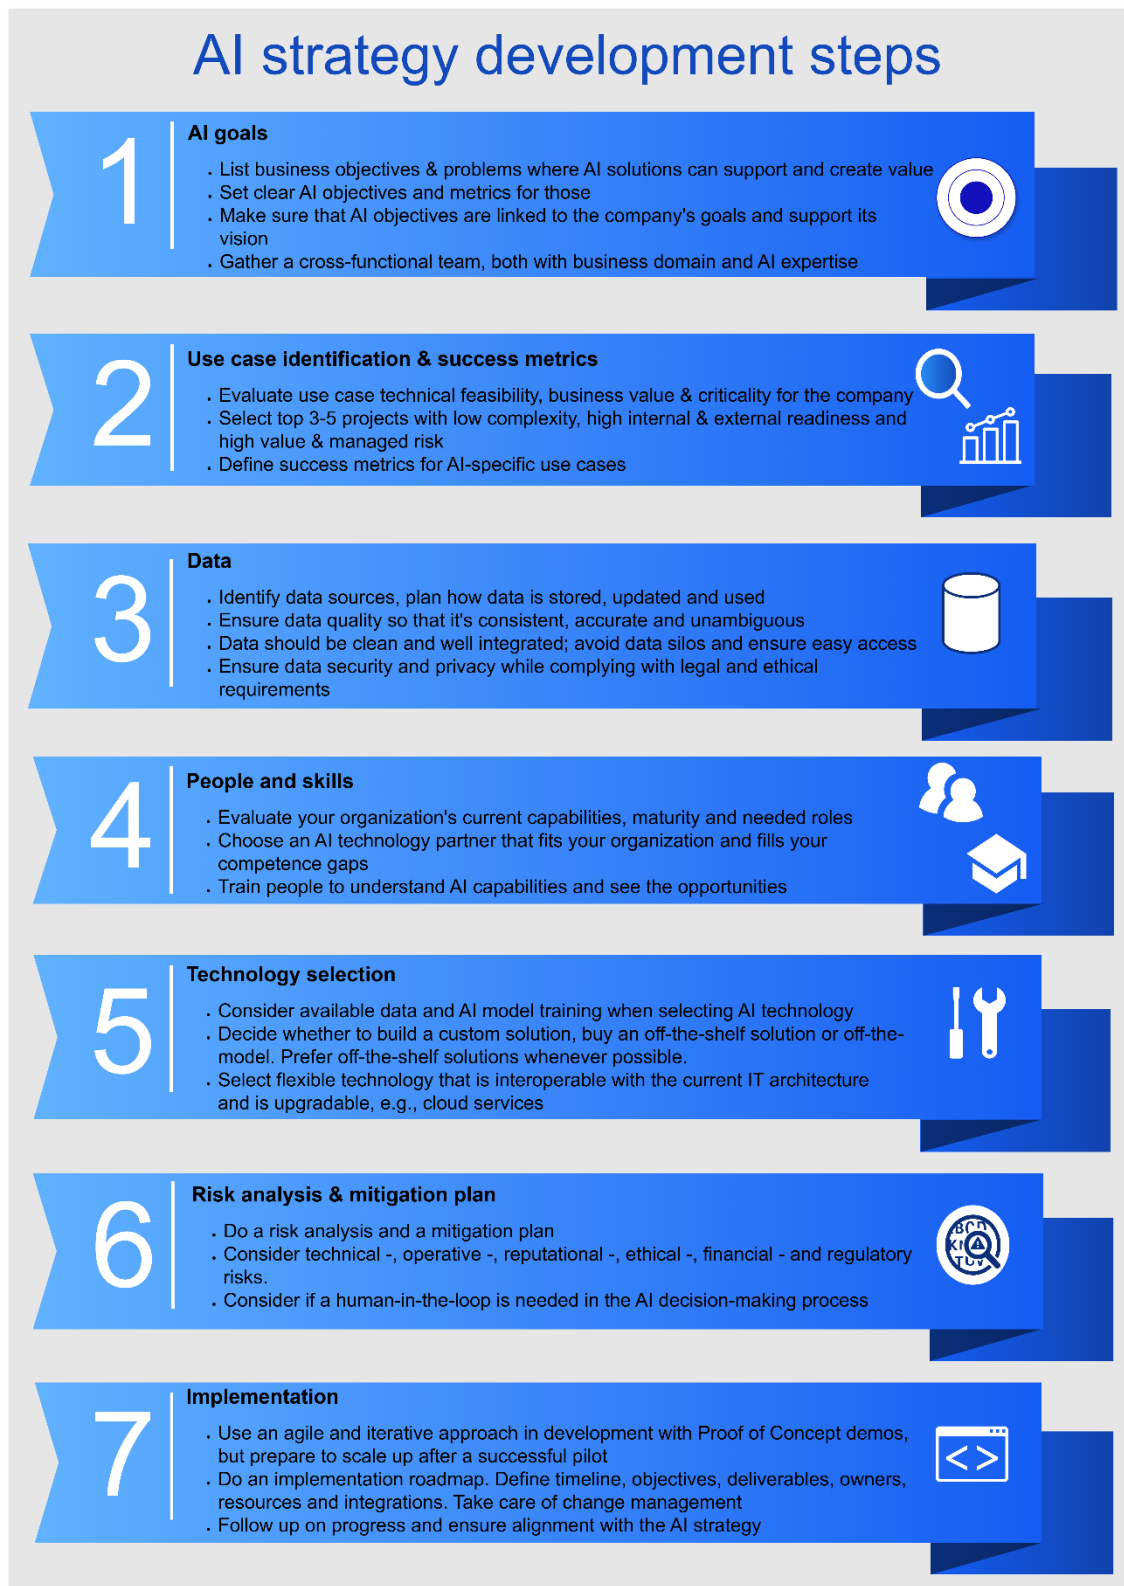 AI strategy development steps
1
AI goals
• List business objectives & problems where AI solutions can support and create value
• Set clear AI objectives and metrics for those
• Make sure that AI objectives are linked to the company's goals and support its
vision
• Gather a cross-functional team, both with business domain and AI expertise
2
Use case identification & success metrics
• Evaluate use case technical feasibility, business value & criticality for the company
• Select top 3-5 projects with low complexity, high internal & external readiness and
high value & managed risk
• Define success metrics for AI-specific use cases
3
Data
• Identify data sources, plan how data is stored, updated and used
• Ensure data quality so that it's consistent, accurate and unambiguous
• Data should be clean and well integrated; avoid data silos and ensure easy access
• Ensure data security and privacy while complying with legal and ethical
requirements
4
People and skills
• Evaluate your organization's current capabilities, maturity and needed roles
• Choose an AI technology partner that fits your organization and fills your
competence gaps
• Train people to understand AI capabilities and see the opportunities
5
Technology selection
• Consider available data and AI model training when selecting AI technology
• Decide whether to build a custom solution, buy an off-the-shelf solution or off-the-
model. Prefer off-the-shelf solutions whenever possible.
• Select flexible technology that is interoperable with the current IT architecture
and is upgradable, e.g., cloud services
6
Risk analysis & mitigation plan
• Do a risk analysis and a mitigation plan
• Consider technical -, operative -, reputational -, ethical -, financial - and regulatory
risks.
• Consider if a human-in-the-loop is needed in the AI decision-making process
7
Implementation
• Use an agile and iterative approach in development with Proof of Concept demos,
but prepare to scale up after a successful pilot
• Do an implementation roadmap. Define timeline, objectives, deliverables, owners,
resources and integrations. Take care of change management
• Follow up on progress and ensure alignment with the AI strategy